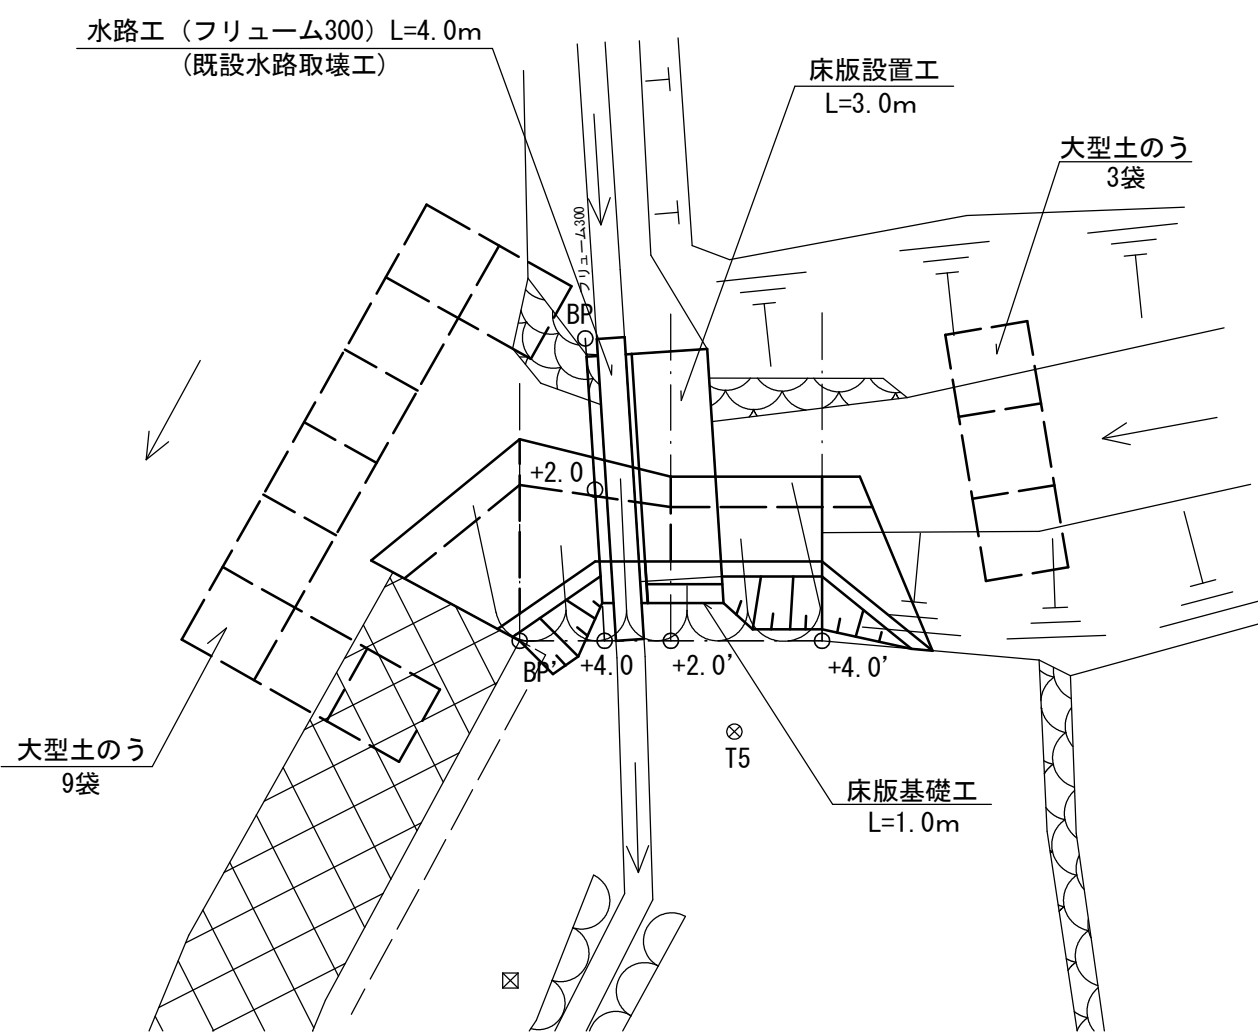 水路工（フリューム300）L=4.0m
(既設水路取壊工)
床版設置工
L=3.0m
大型土のう
3袋
フリューム300
BP
+2.0
BP'
+4.0
+2.0'
+4.0'
T5
大型土のう
9袋
床版基礎工
L=1.0m